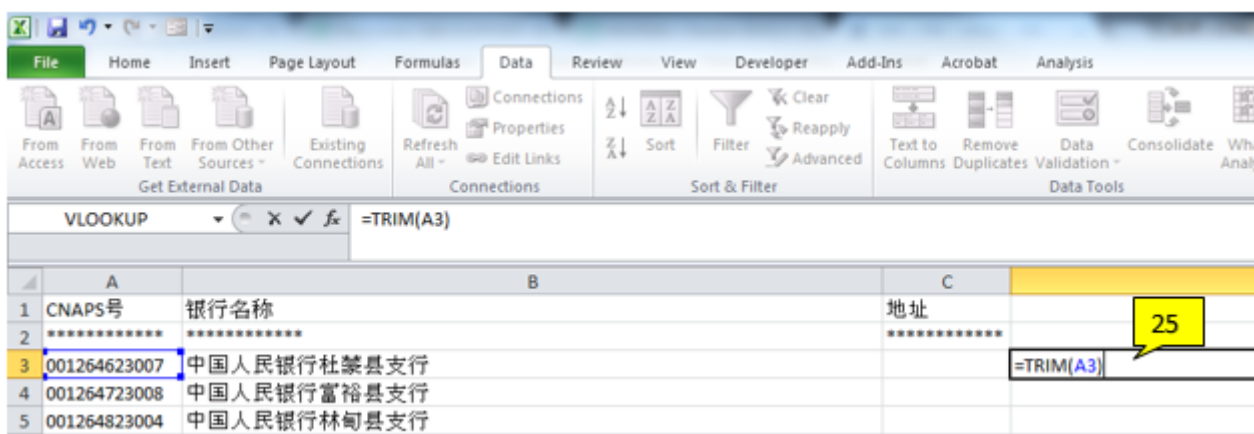 File Home Insert Page Layout Formulas Data Review View Developer Add-Ins Acrobat Analysis
From Access
From Web
From Text
From Other Sources
Existing Connections
Get External Data
Refresh All
Connections
Properties
Edit Links
Connections
Sort
Filter
Clear
Reapply
Advanced
Sort & Filter
Text to Columns
Remove Duplicates
Data Validation
Consolidate
Data Tools
VLOOKUP fx =TRIM(A3)
A B C
1 CNAPS号 银行名称 地址
2 ************ ************ ************
25
3 001264623007 中国人民银行杜禁县支行 =TRIM(A3)
4 001264723008 中国人民银行富裕县支行
5 001264823004 中国人民银行林甸县支行